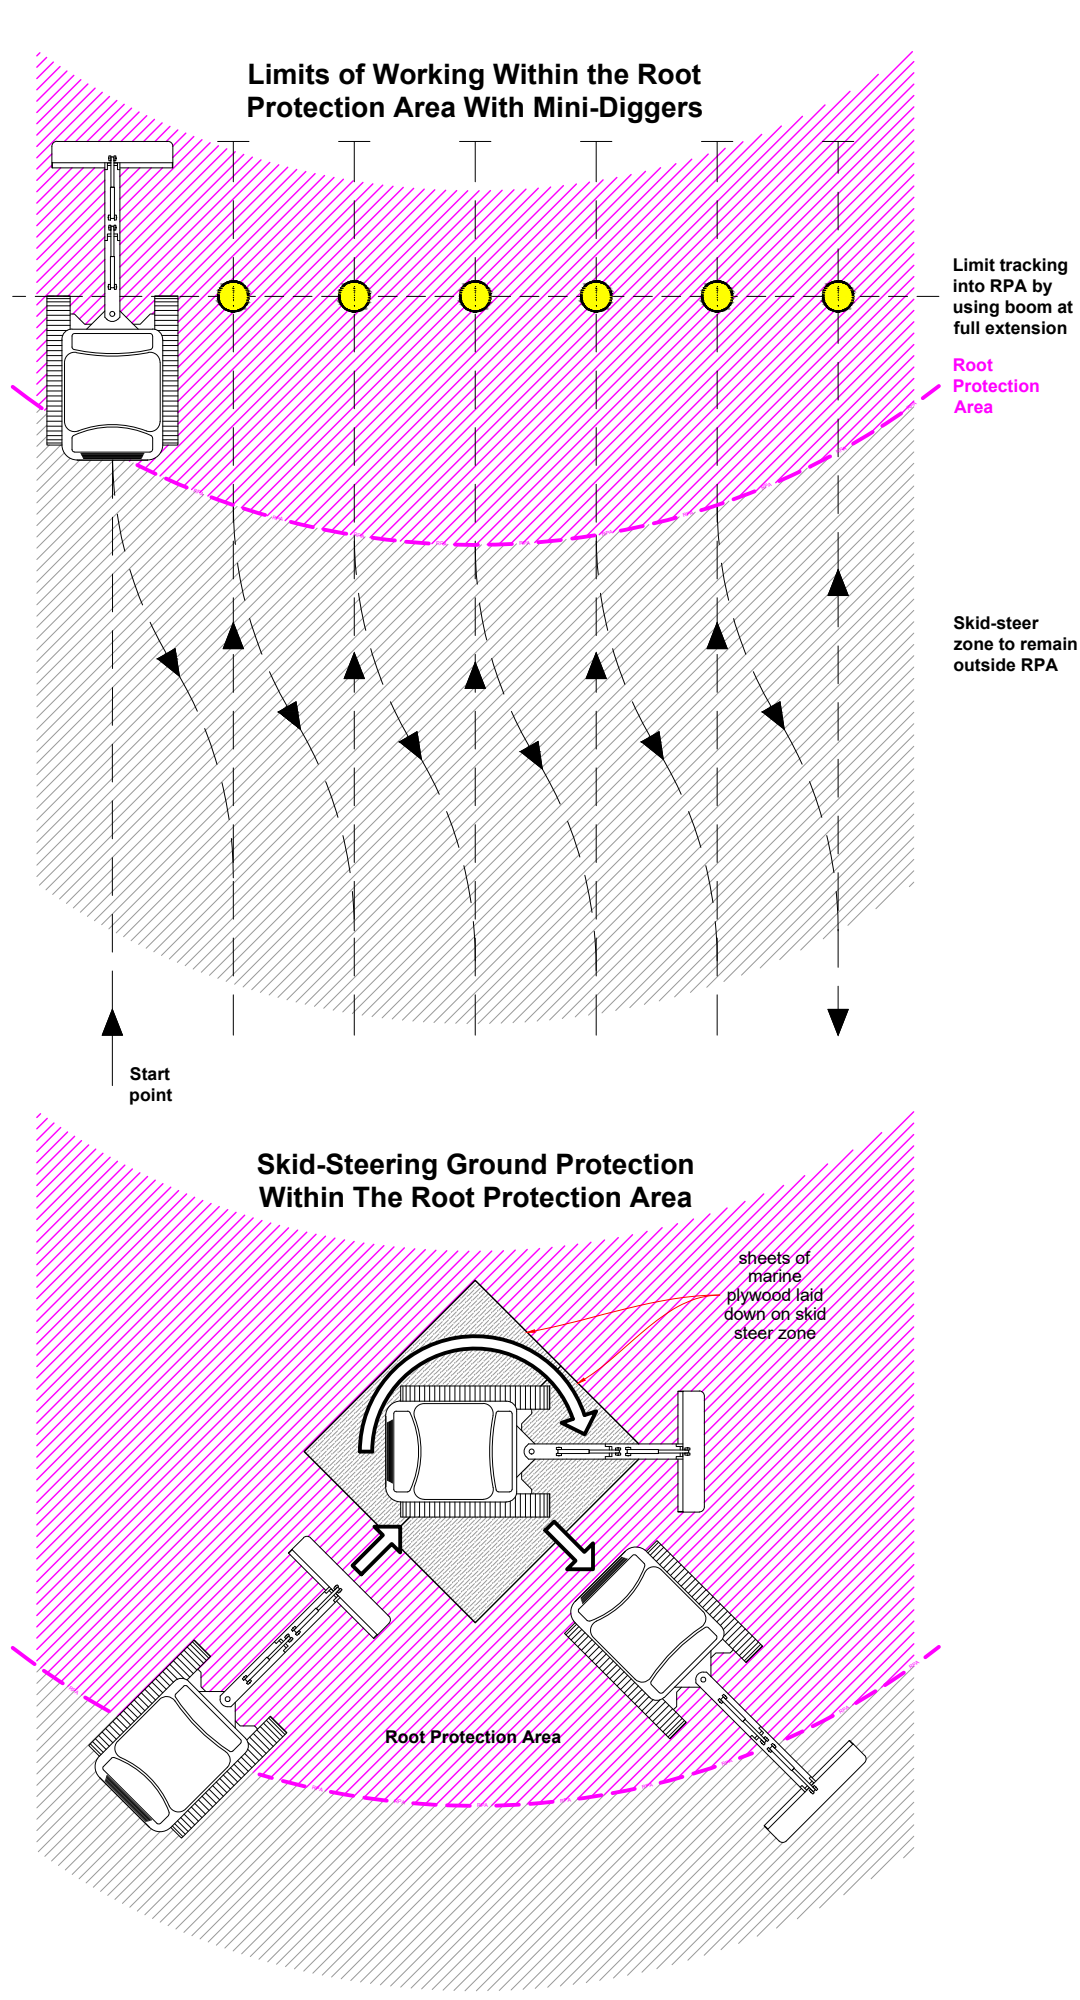 Limits of Working Within the Root
Protection Area With Mini-Diggers
Limit tracking
into RPA by
using boom at
full extension
Root
Protection
Area
Skid-steer
zone to remain
outside RPA
Start
point
Skid-Steering Ground Protection
Within The Root Protection Area
sheets of
marine
plywood laid
down on skid
steer zone
Root Protection Area